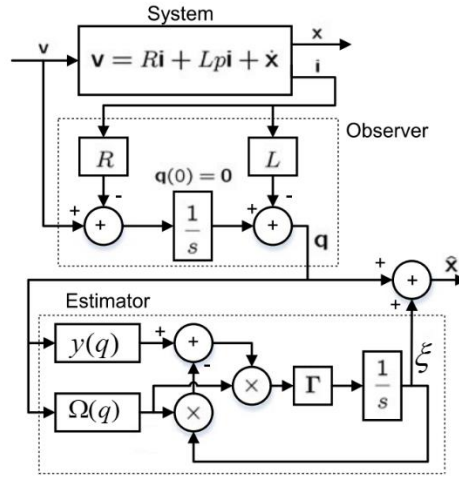 System
v
v = Ri + Lpi + ẋ
x
i
Observer
R
L
q(0) = 0
-
-
+
+
1/s
+
+
q
+
+
x̂
+
Estimator
y(q)
+
+
-
ξ
Ω(q)
×
×
Γ
1/s